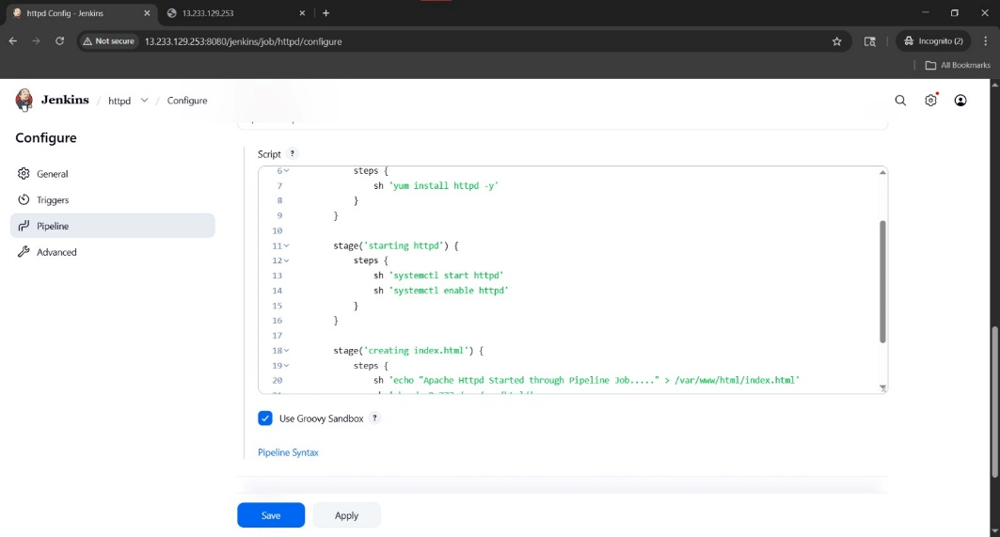 httpd Config - Jenkins
13.233.129.253
Not secure
13.233.129.253:8080/jenkins/job/httpd/configure
Incognito (2)
All Bookmarks
Jenkins / httpd / Configure
Configure
General
Triggers
Pipeline
Advanced
Script ?
6 steps {
7 sh 'yum install httpd -y'
8 }
9 }
10
11 stage('starting httpd') {
12 steps {
13 sh 'systemctl start httpd'
14 sh 'systemctl enable httpd'
15 }
16 }
17
18 stage('creating index.html') {
19 steps {
20 sh 'echo "Apache Httpd Started through Pipeline Job....." > /var/www/html/index.html'
Use Groovy Sandbox ?
Pipeline Syntax
Save
Apply